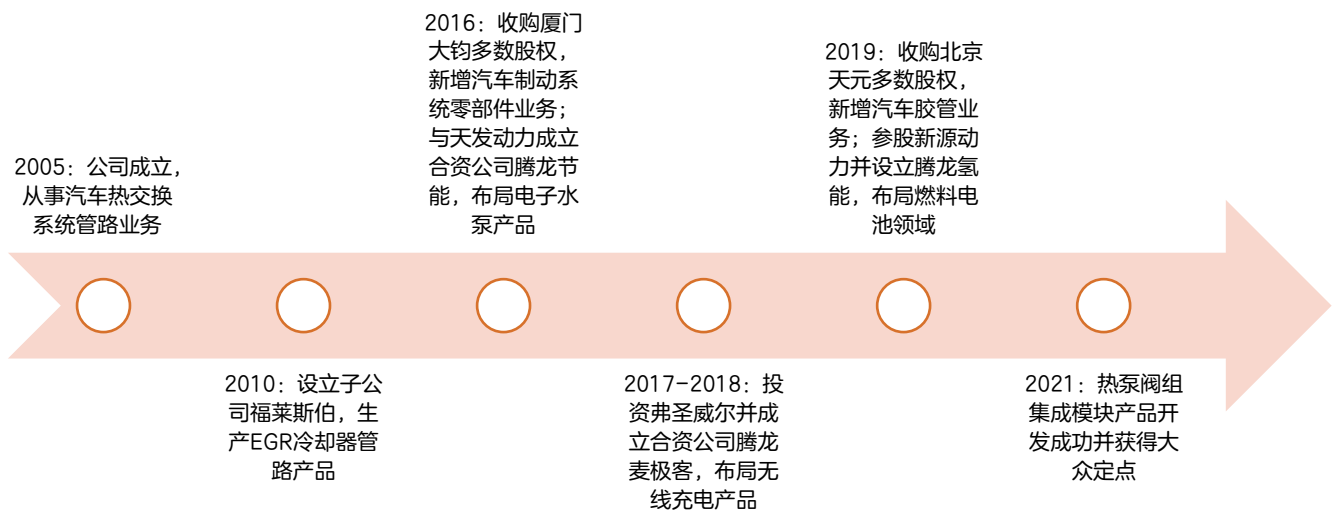 2005：公司成立，
从事汽车热交换
系统管路业务
2010：设立子公
司福莱斯伯，生
产EGR冷却器管
路产品
2016：收购厦门
大钧多数股权，
新增汽车制动系
统零部件业务；
与天发动力成立
合资公司腾龙节
能，布局电子水
泵产品
2017-2018：投
资弗圣威尔并成
立合资公司腾龙
麦极客，布局无
线充电产品
2019：收购北京
天元多数股权，
新增汽车胶管业
务；参股新源动
力并设立腾龙氢
能，布局燃料电
池领域
2021：热泵阀组
集成模块产品开
发成功并获得大
众定点